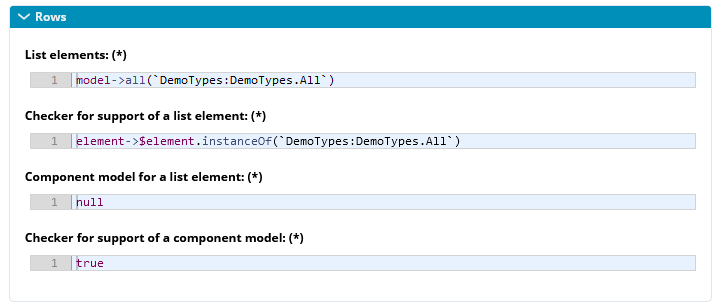 Rows
List elements: (*)
1 model->all(`DemoTypes:DemoTypes.All`)
Checker for support of a list element: (*)
1 element->$element.instanceOf(`DemoTypes:DemoTypes.All`)
Component model for a list element: (*)
1 null
Checker for support of a component model: (*)
1 true